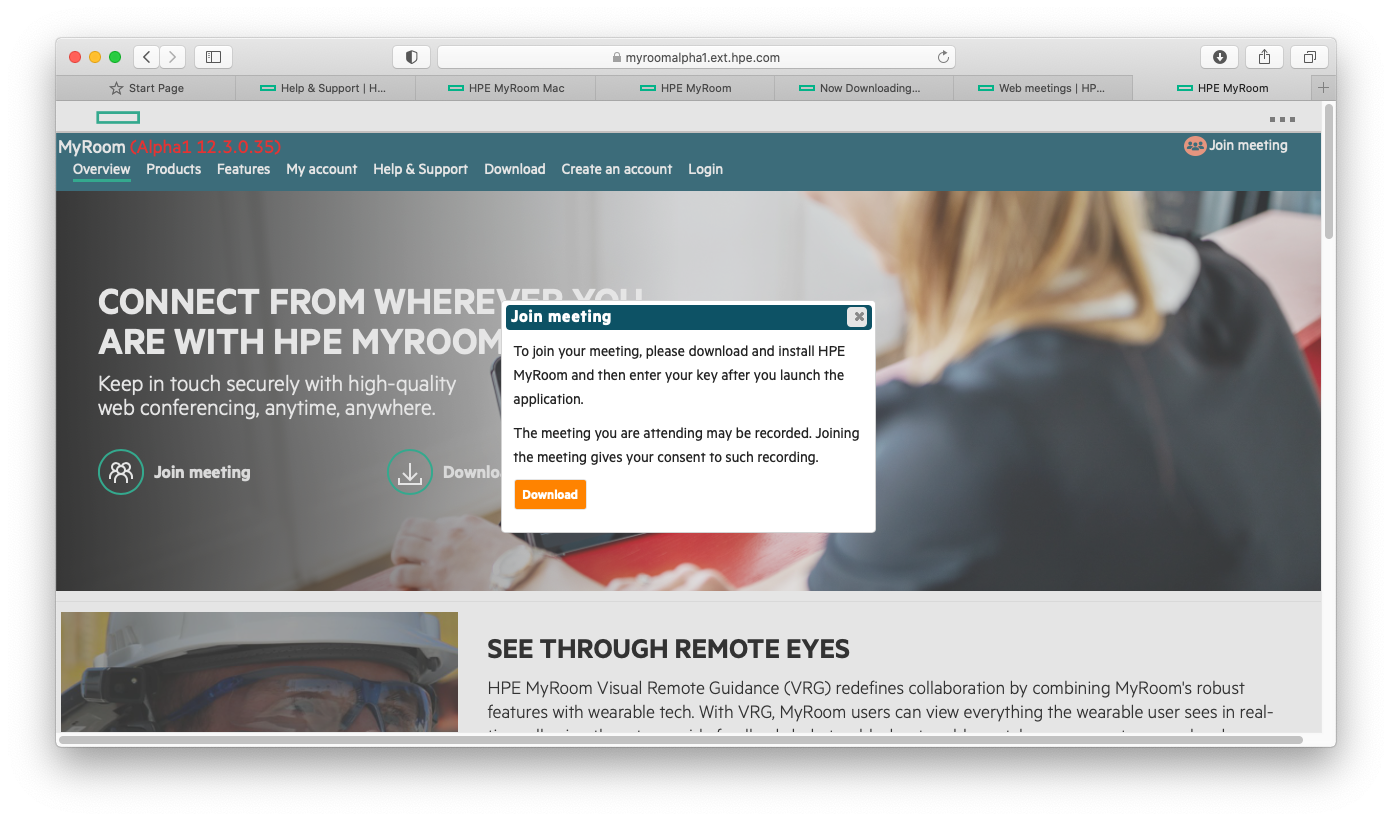 myroomalpha1.ext.hpe.com
Start Page
Help & Support | H...
HPE MyRoom Mac
HPE MyRoom
Now Downloading...
Web meetings | HP...
HPE MyRoom
MyRoom (Alpha1 12.3.0.35)
Join meeting
Overview Products Features My account Help & Support Download Create an account Login
CONNECT FROM WHEREVER YOU
ARE WITH HPE MYROOM
Keep in touch securely with high-quality
web conferencing, anytime, anywhere.
Join meeting
Join meeting
To join your meeting, please download and install HPE
MyRoom and then enter your key after you launch the
application.
The meeting you are attending may be recorded. Joining
the meeting gives your consent to such recording.
Download
SEE THROUGH REMOTE EYES
HPE MyRoom Visual Remote Guidance (VRG) redefines collaboration by combining MyRoom's robust
features with wearable tech. With VRG, MyRoom users can view everything the wearable user sees in real-